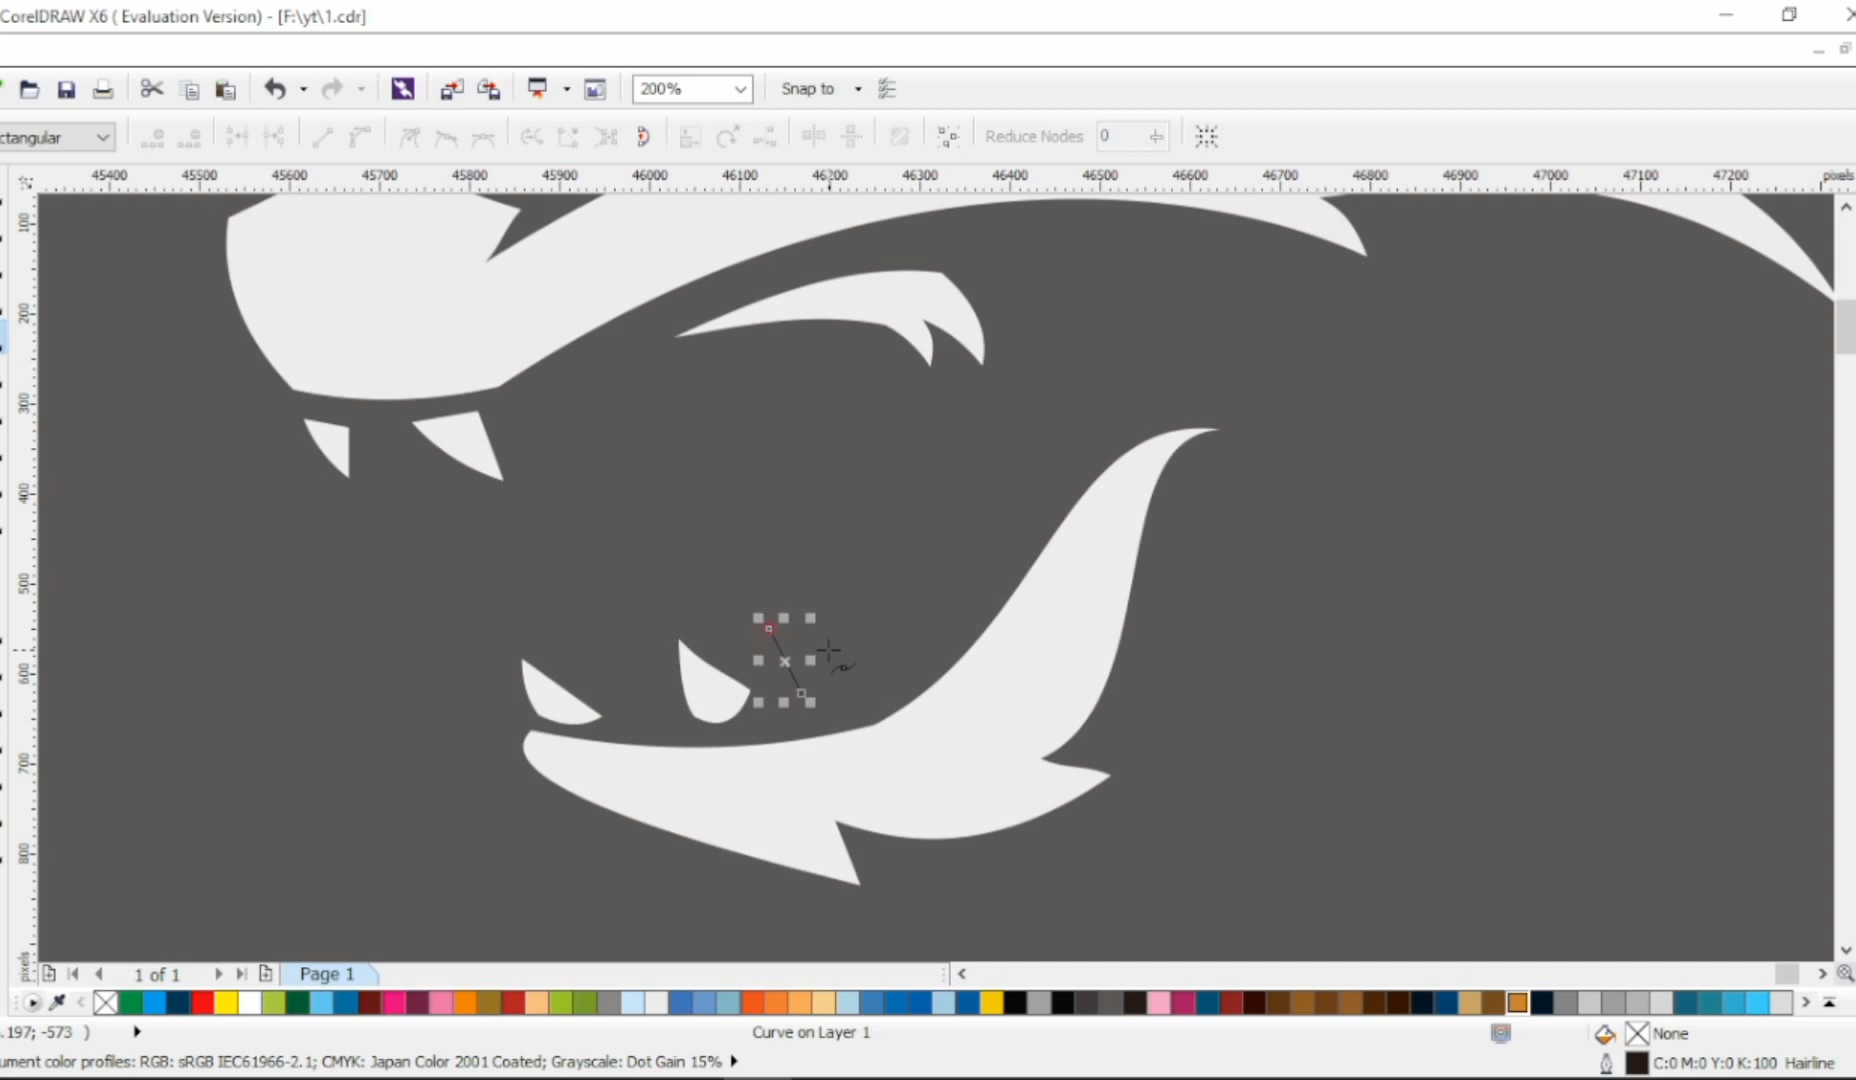 CorelDRAW X6 ( Evaluation Version) - [F:\yt\1.cdr]
200%
Snap to
ctangular
Reduce Nodes 0
45400 45500 45600 45700 45800 45900 46000 46100 46200 46300 46400 46500 46600 46700 46800 46900 47000 47100 47200 pixels
100
200
300
400
500
600
700
800
pixels
1 of 1 Page 1
.197; -573 ) Curve on Layer 1 None
ument color profiles: RGB: sRGB IEC61966-2.1; CMYK: Japan Color 2001 Coated; Grayscale: Dot Gain 15% C:0 M:0 Y:0 K:100 Hairline